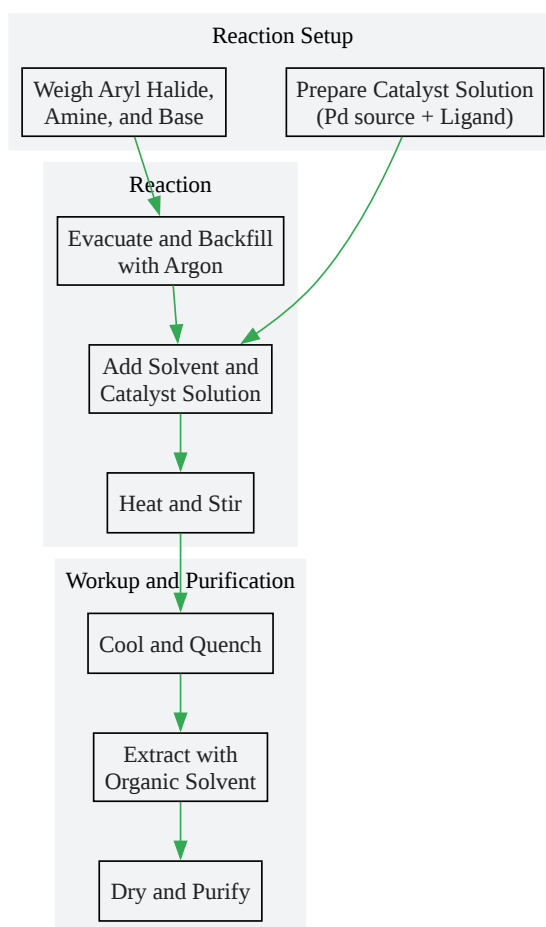 Reaction Setup
Weigh Aryl Halide,
Amine, and Base
Prepare Catalyst Solution
(Pd source + Ligand)
Reaction
Evacuate and Backfill
with Argon
Add Solvent and
Catalyst Solution
Heat and Stir
Workup and Purification
Cool and Quench
Extract with
Organic Solvent
Dry and Purify